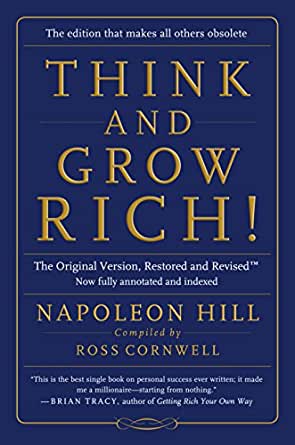 The edition that makes all others obsolete
THINK
AND
GROW
RICH!
The Original Version, Restored and Revised™
Now fully annotated and indexed
NAPOLEON HILL
Compiled by
ROSS CORNWELL
"This is the best single book on personal success ever written; it made
me a millionaire—starting from nothing."
—BRIAN TRACY, author of Getting Rich Your Own Way